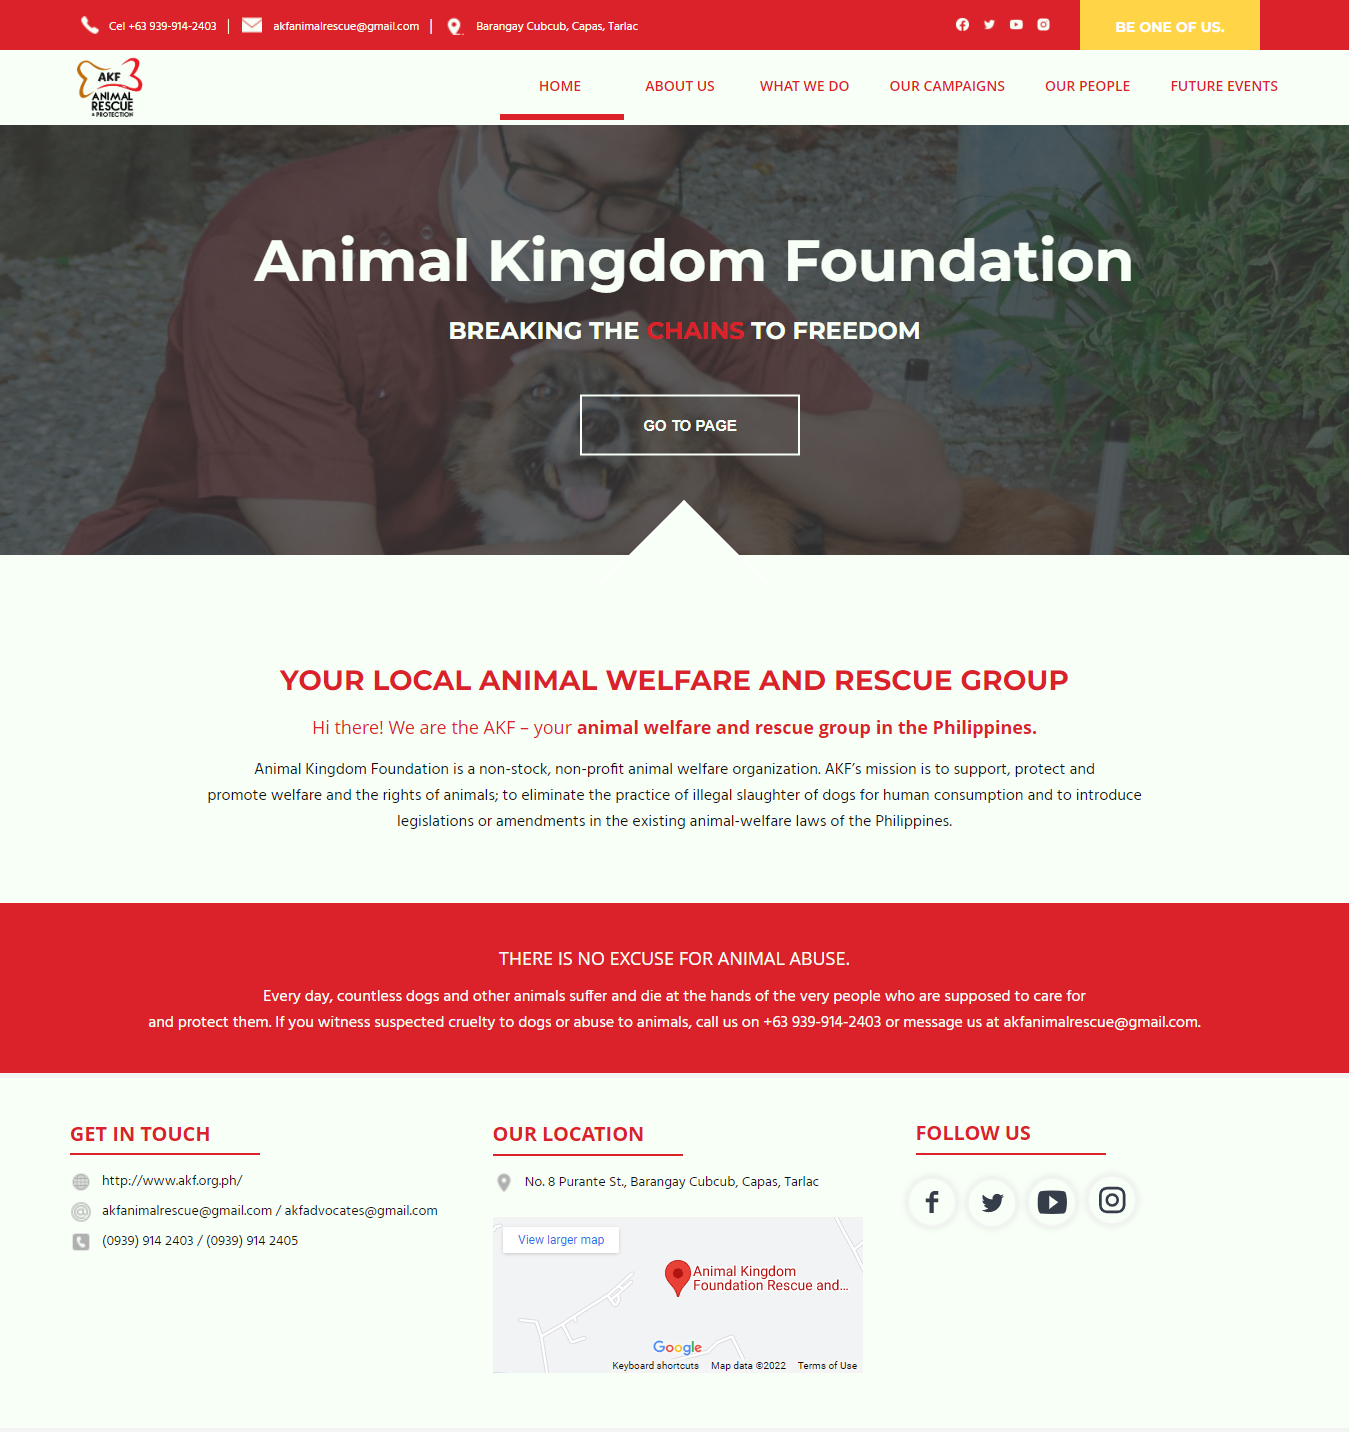 Cel +63 939-914-2403 | akfanimalrescue@gmail.com | Barangay Cubcub, Capas, Tarlac
BE ONE OF US.
AKF
ANIMAL
RESCUE
& PROTECTION
HOME ABOUT US WHAT WE DO OUR CAMPAIGNS OUR PEOPLE FUTURE EVENTS
Animal Kingdom Foundation
BREAKING THE CHAINS TO FREEDOM
GO TO PAGE
YOUR LOCAL ANIMAL WELFARE AND RESCUE GROUP
Hi there! We are the AKF – your animal welfare and rescue group in the Philippines.
Animal Kingdom Foundation is a non-stock, non-profit animal welfare organization. AKF’s mission is to support, protect and
promote welfare and the rights of animals; to eliminate the practice of illegal slaughter of dogs for human consumption and to introduce
legislations or amendments in the existing animal-welfare laws of the Philippines.
THERE IS NO EXCUSE FOR ANIMAL ABUSE.
Every day, countless dogs and other animals suffer and die at the hands of the very people who are supposed to care for
and protect them. If you witness suspected cruelty to dogs or abuse to animals, call us on +63 939-914-2403 or message us at akfanimalrescue@gmail.com.
GET IN TOUCH
http://www.akf.org.ph/
akfanimalrescue@gmail.com / akfadvocates@gmail.com
(0939) 914 2403 / (0939) 914 2405
OUR LOCATION
No. 8 Purante St., Barangay Cubcub, Capas, Tarlac
View larger map
Animal Kingdom
Foundation Rescue and...
Google
Keyboard shortcuts Map data ©2022 Terms of Use
FOLLOW US